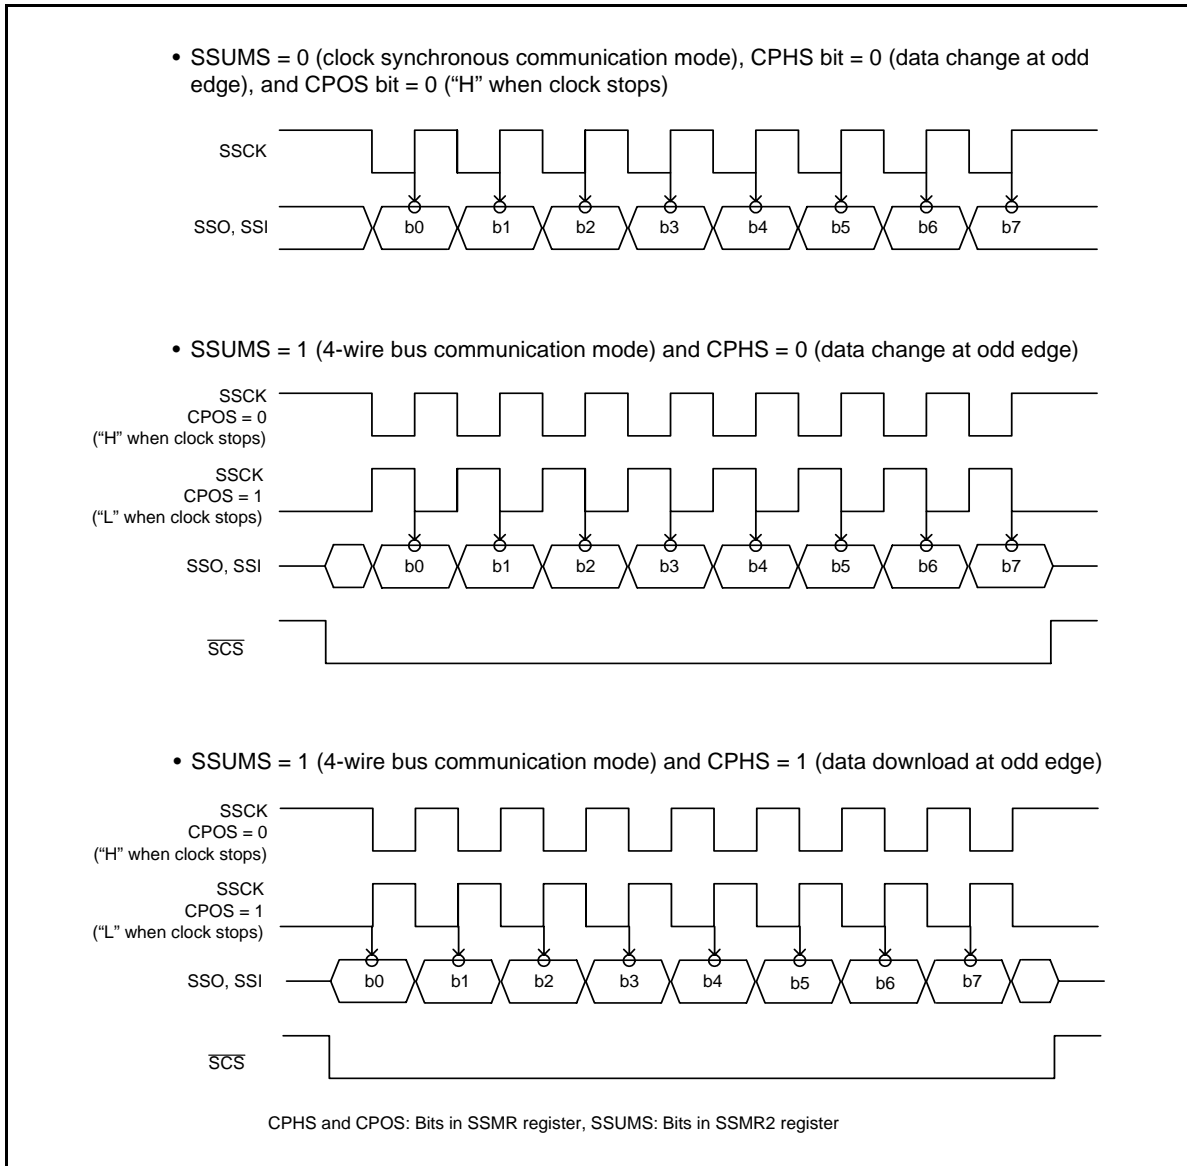 • SSUMS = 0 (clock synchronous communication mode), CPHS bit = 0 (data change at odd
edge), and CPOS bit = 0 (“H” when clock stops)
SSCK
SSO, SSI
b0 b1 b2 b3 b4 b5 b6 b7
• SSUMS = 1 (4-wire bus communication mode) and CPHS = 0 (data change at odd edge)
SSCK
CPOS = 0
(“H” when clock stops)
SSCK
CPOS = 1
(“L” when clock stops)
SSO, SSI
b0 b1 b2 b3 b4 b5 b6 b7
SCS
• SSUMS = 1 (4-wire bus communication mode) and CPHS = 1 (data download at odd edge)
SSCK
CPOS = 0
(“H” when clock stops)
SSCK
CPOS = 1
(“L” when clock stops)
SSO, SSI
b0 b1 b2 b3 b4 b5 b6 b7
SCS
CPHS and CPOS: Bits in SSMR register, SSUMS: Bits in SSMR2 register